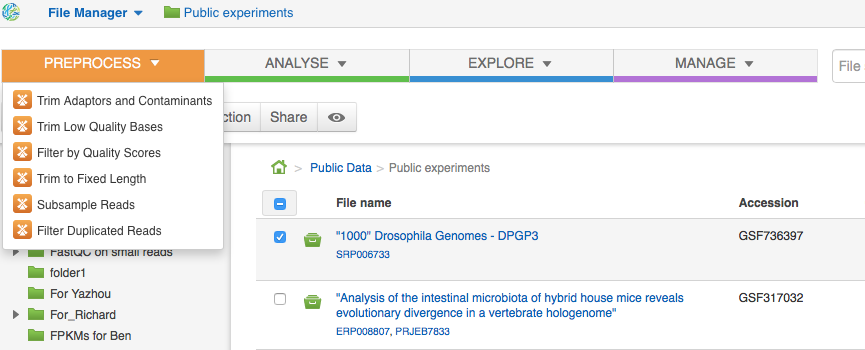 File Manager Public experiments
PREPROCESS ANALYSE EXPLORE MANAGE File
Trim Adaptors and Contaminants
Trim Low Quality Bases
Filter by Quality Scores
Trim to Fixed Length
Subsample Reads
Filter Duplicated Reads
ction Share
FastQC on small reads
folder1
For Yazhou
For_Richard
FPKMs for Ben
> Public Data > Public experiments
File name Accession
"1000" Drosophila Genomes - DPGP3 GSF736397
SRP006733
"Analysis of the intestinal microbiota of hybrid house mice reveals GSF317032
evolutionary divergence in a vertebrate hologenome"
ERP008807, PRJEB7833